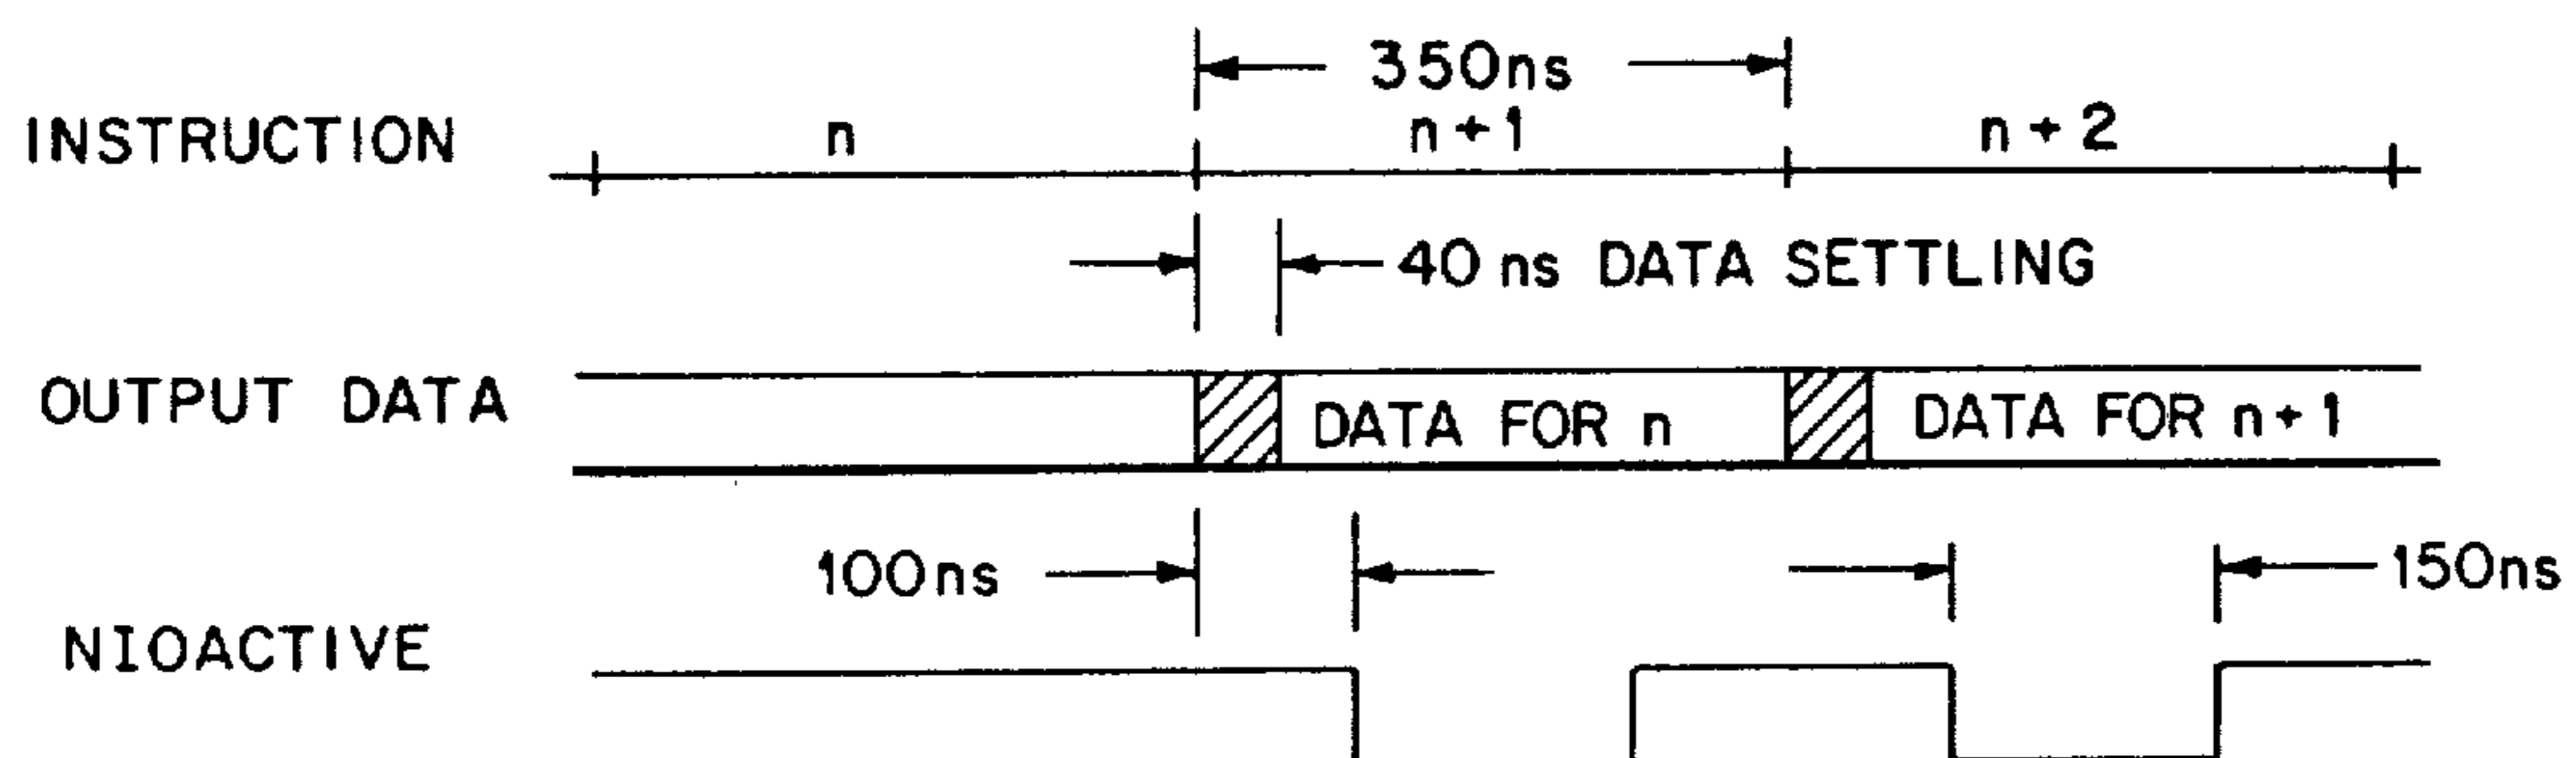 350ns
INSTRUCTION n n+1 n+2
40 ns DATA SETTLING
OUTPUT DATA DATA FOR n DATA FOR n+1
100ns 150ns
NIOACTIVE